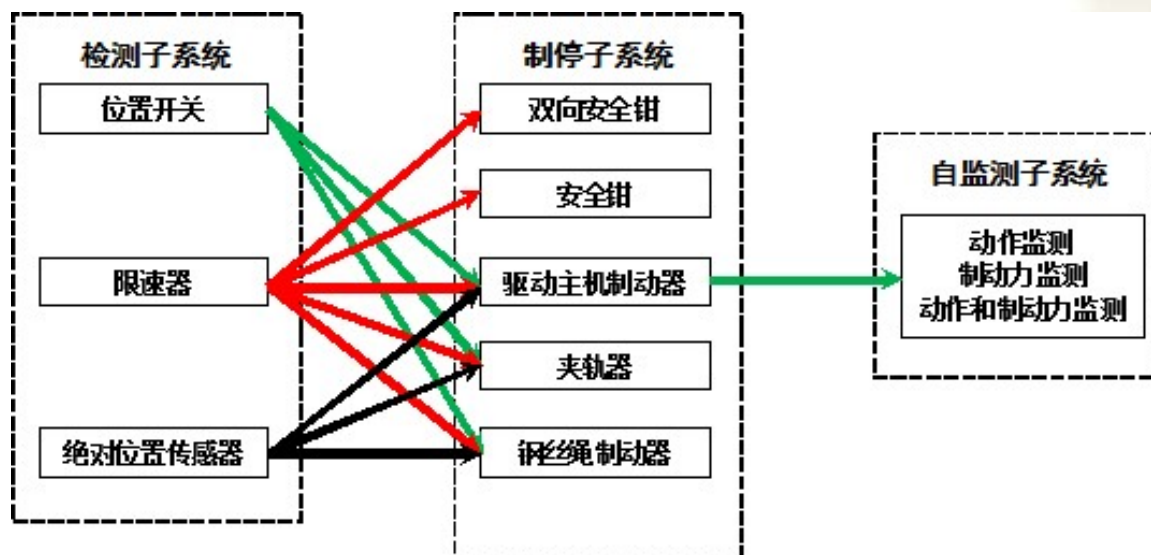 检测子系统
位置开关
限速器
绝对位置传感器
制停子系统
双向安全钳
安全钳
驱动主机制动器
夹轨器
钢丝绳制动器
自监测子系统
动作监测
制动力监测
动作和制动力监测